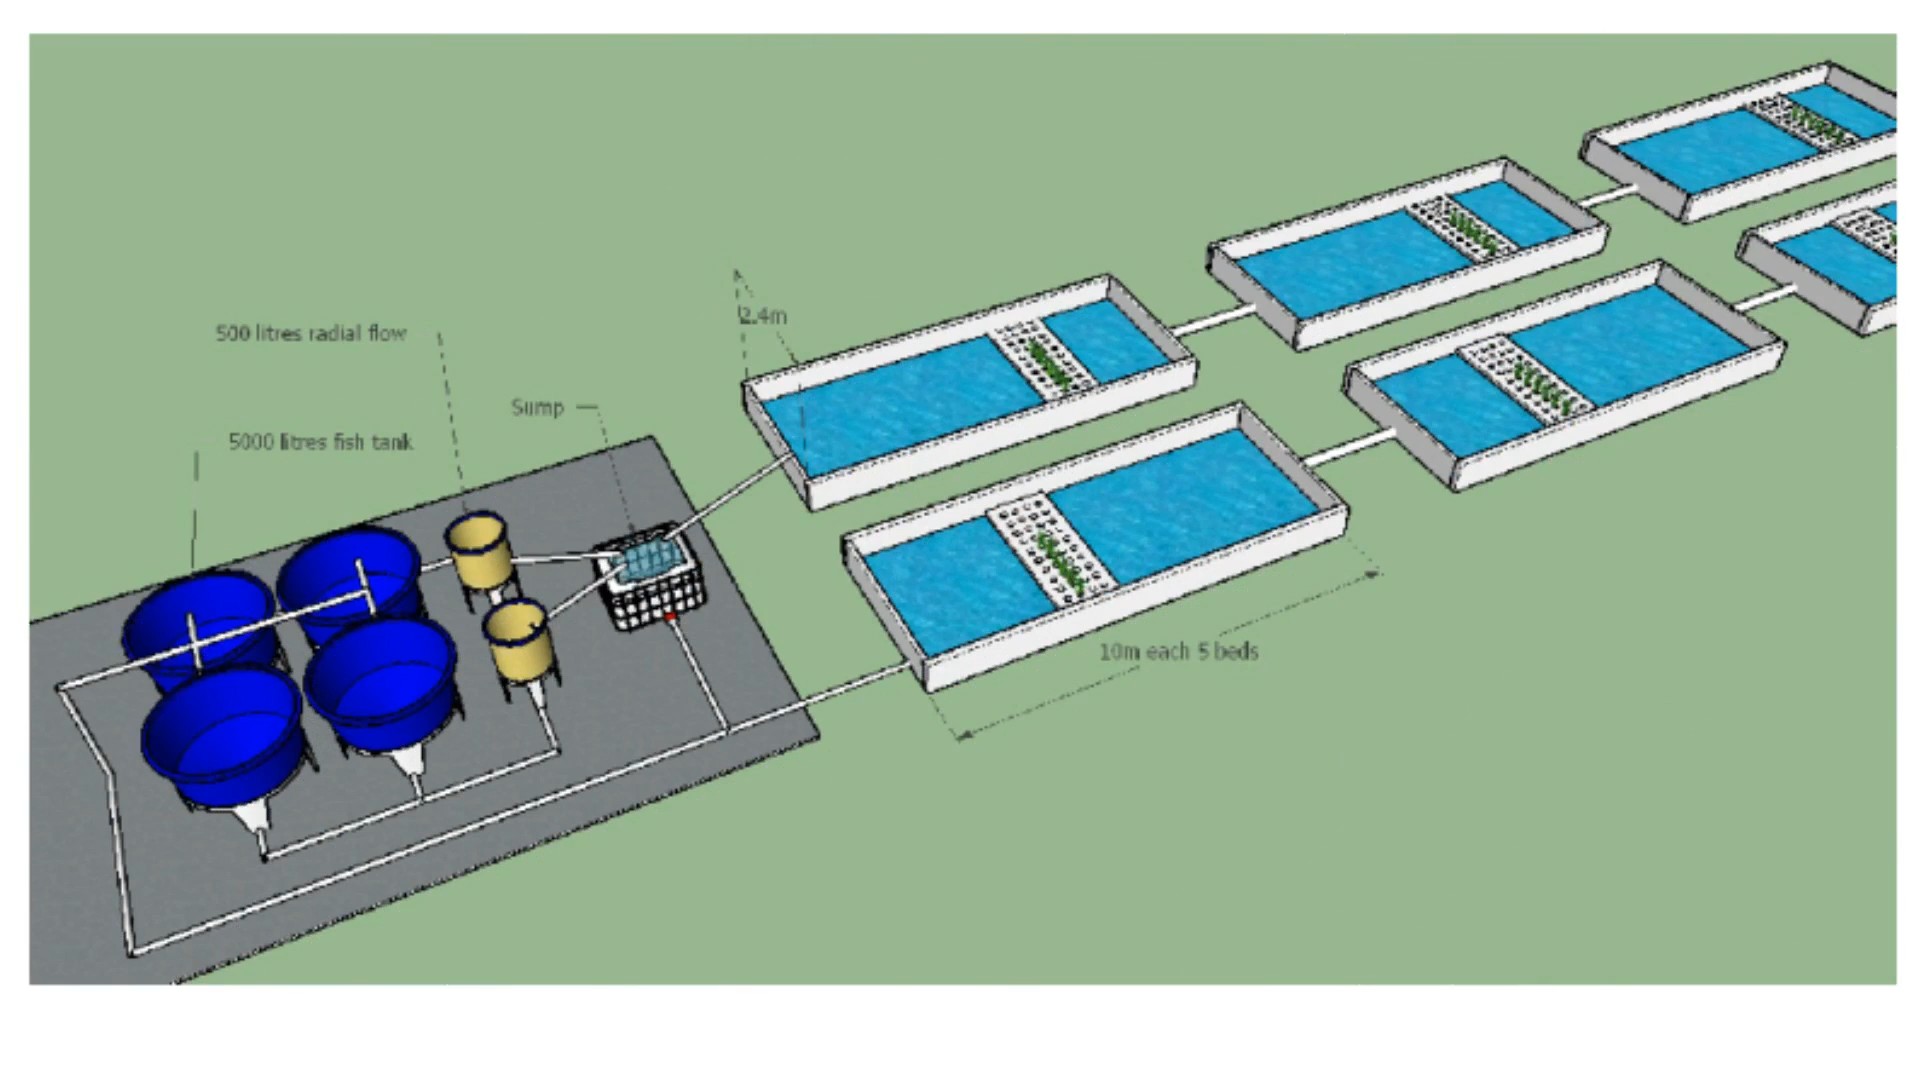 2.4m
500 litres radial flow
Sump
5000 litres fish tank
10m each 5 beds